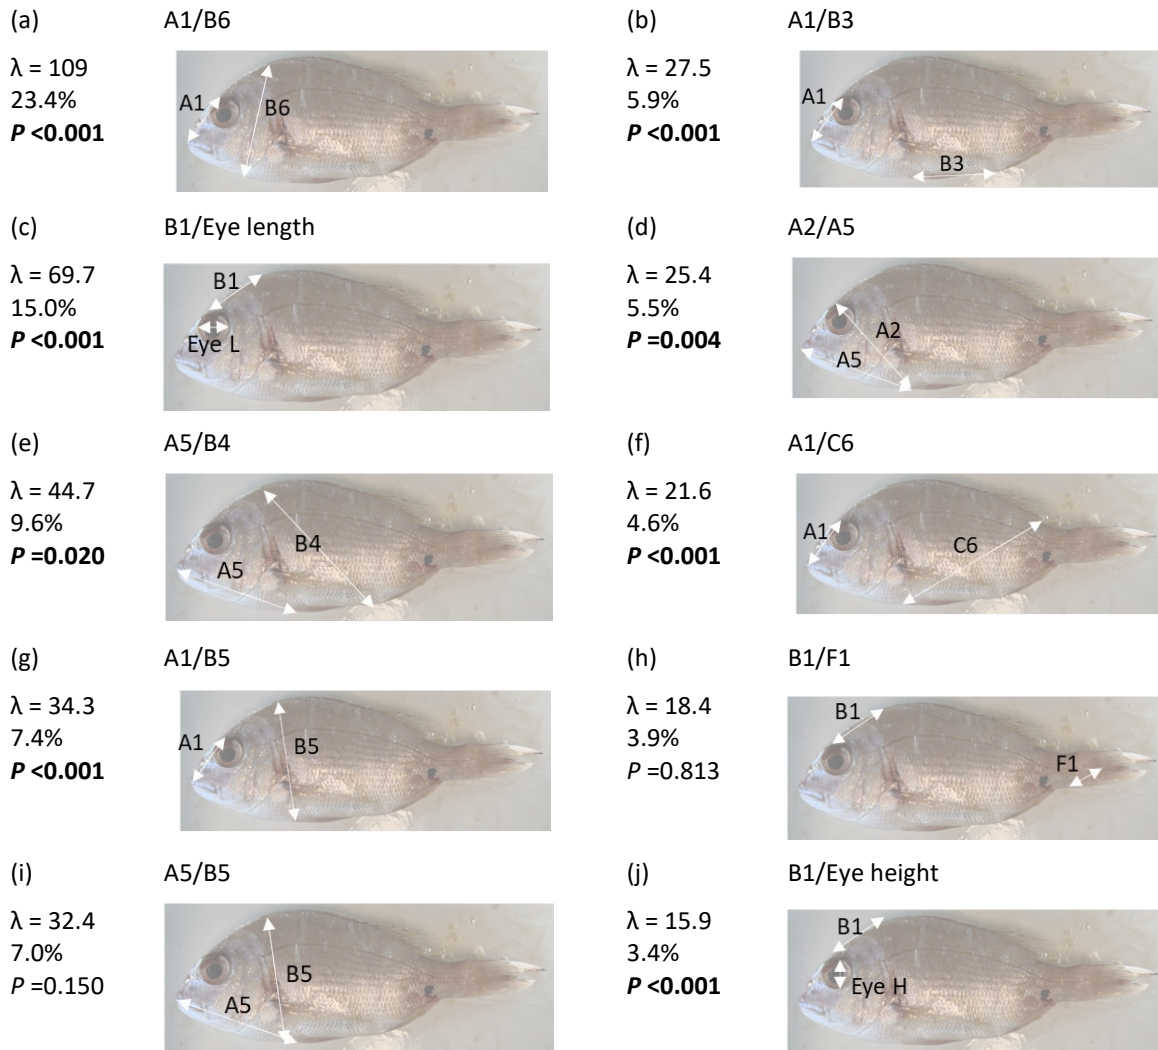 (a) A1/B6
λ = 109
23.4%
P <0.001
A1
B6
(b) A1/B3
λ = 27.5
5.9%
P <0.001
A1
B3
(c) B1/Eye length
λ = 69.7
15.0%
P <0.001
B1
Eye L
(d) A2/A5
λ = 25.4
5.5%
P =0.004
A2
A5
(e) A5/B4
λ = 44.7
9.6%
P =0.020
B4
A5
(f) A1/C6
λ = 21.6
4.6%
P <0.001
A1
C6
(g) A1/B5
λ = 34.3
7.4%
P <0.001
A1
B5
(h) B1/F1
λ = 18.4
3.9%
P =0.813
B1
F1
(i) A5/B5
λ = 32.4
7.0%
P =0.150
B5
A5
(j) B1/Eye height
λ = 15.9
3.4%
P <0.001
B1
Eye H